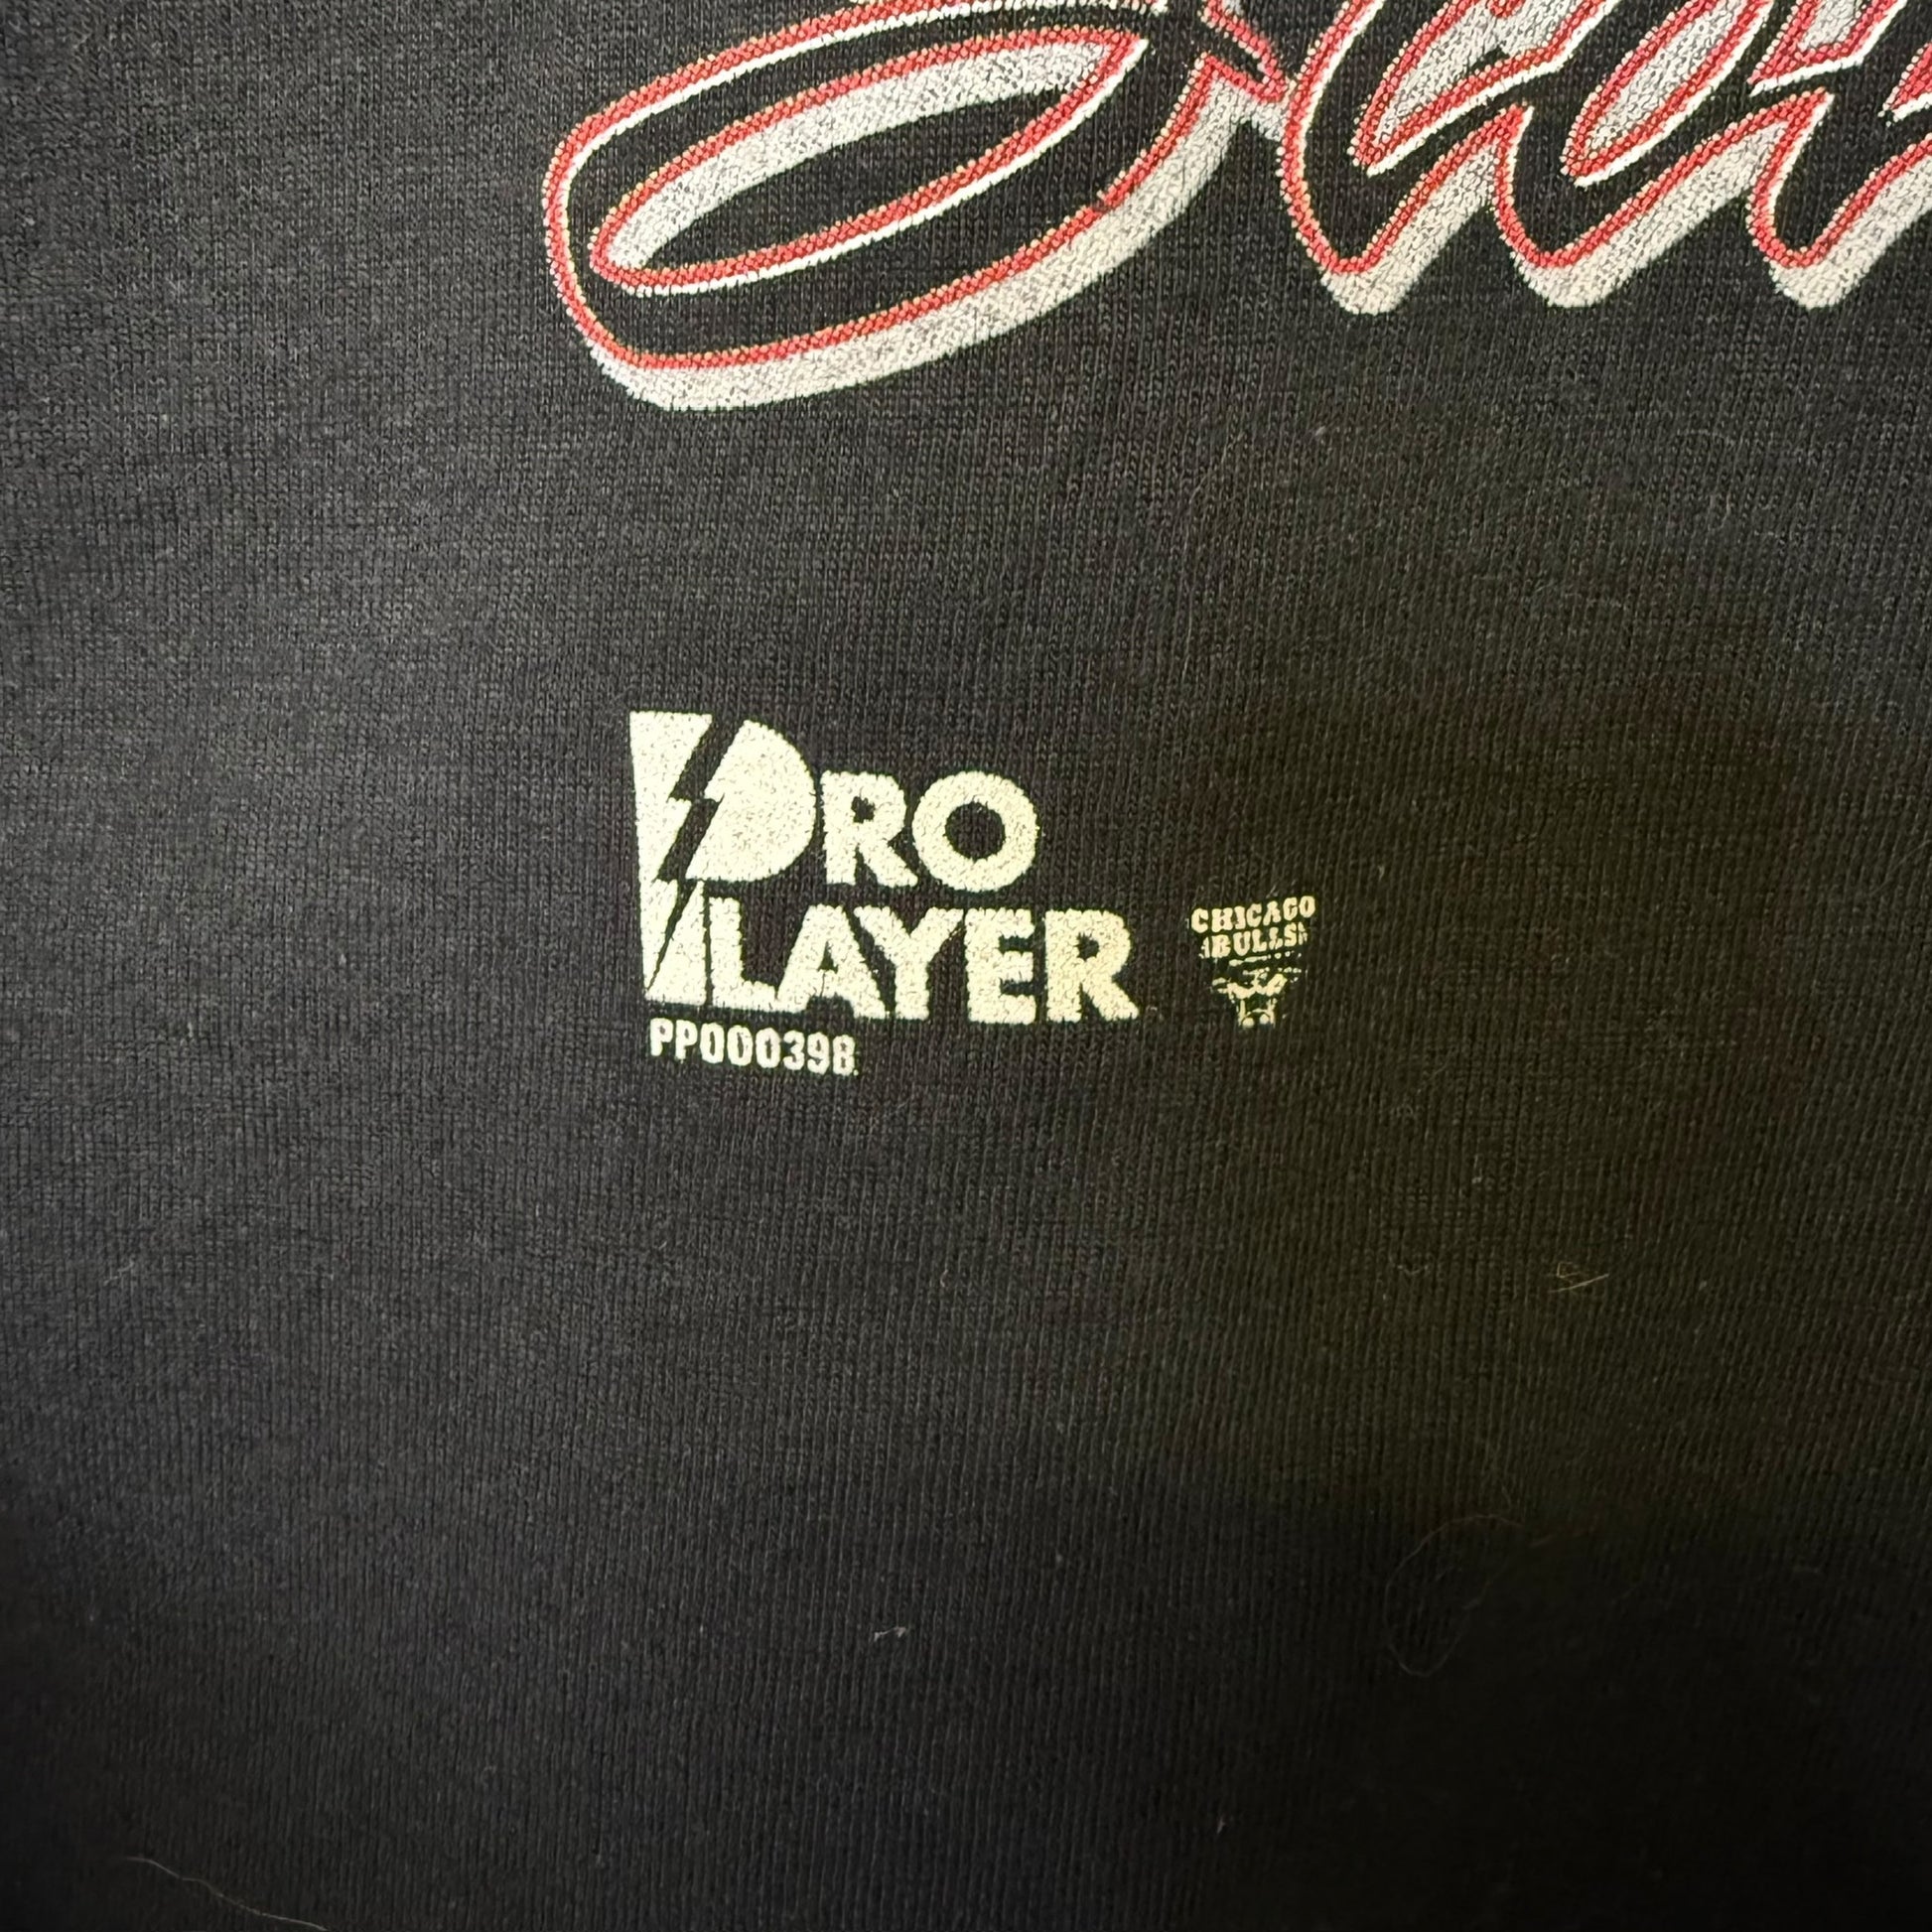 PRO
PLAYER
CHICAGO
BULLS
PP000398